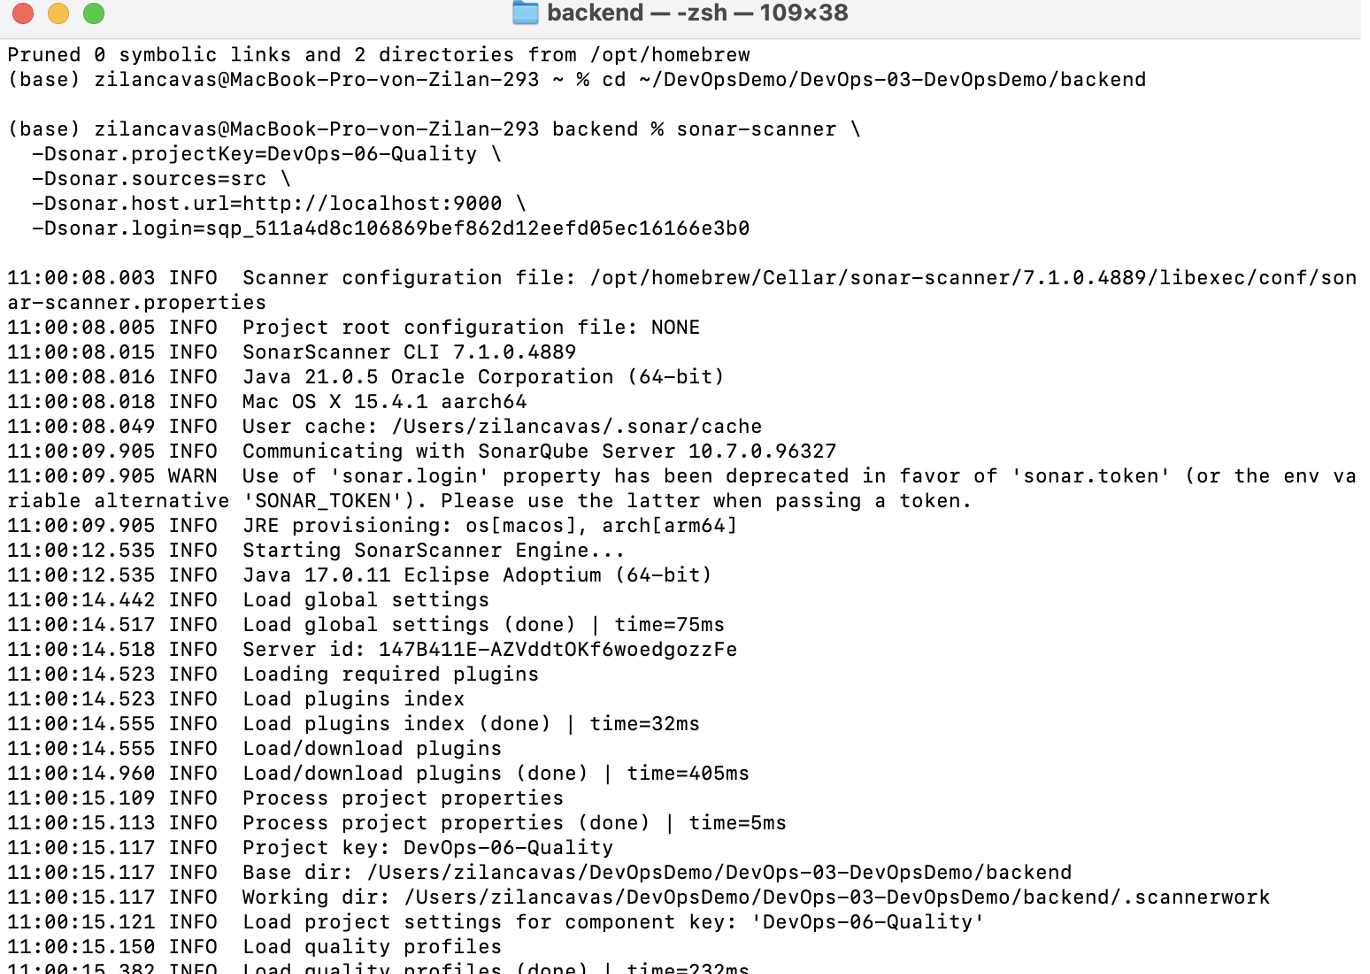 backend — -zsh — 109×38
Pruned 0 symbolic links and 2 directories from /opt/homebrew
(base) zilancavas@MacBook-Pro-von-Zilan-293 ~ % cd ~/DevOpsDemo/DevOps-03-DevOpsDemo/backend
(base) zilancavas@MacBook-Pro-von-Zilan-293 backend % sonar-scanner \
-Dsonar.projectKey=DevOps-06-Quality \
-Dsonar.sources=src \
-Dsonar.host.url=http://localhost:9000 \
-Dsonar.login=sqp_511a4d8c106869bef862d12eefd05ec16166e3b0
11:00:08.003 INFO  Scanner configuration file: /opt/homebrew/Cellar/sonar-scanner/7.1.0.4889/libexec/conf/son
ar-scanner.properties
11:00:08.005 INFO  Project root configuration file: NONE
11:00:08.015 INFO  SonarScanner CLI 7.1.0.4889
11:00:08.016 INFO  Java 21.0.5 Oracle Corporation (64-bit)
11:00:08.018 INFO  Mac OS X 15.4.1 aarch64
11:00:08.049 INFO  User cache: /Users/zilancavas/.sonar/cache
11:00:09.905 INFO  Communicating with SonarQube Server 10.7.0.96327
11:00:09.905 WARN  Use of 'sonar.login' property has been deprecated in favor of 'sonar.token' (or the env va
riable alternative 'SONAR_TOKEN'). Please use the latter when passing a token.
11:00:09.905 INFO  JRE provisioning: os[macos], arch[arm64]
11:00:12.535 INFO  Starting SonarScanner Engine...
11:00:12.535 INFO  Java 17.0.11 Eclipse Adoptium (64-bit)
11:00:14.442 INFO  Load global settings
11:00:14.517 INFO  Load global settings (done) | time=75ms
11:00:14.518 INFO  Server id: 147B411E-AZVddtOKf6woedgozzFe
11:00:14.523 INFO  Loading required plugins
11:00:14.523 INFO  Load plugins index
11:00:14.555 INFO  Load plugins index (done) | time=32ms
11:00:14.555 INFO  Load/download plugins
11:00:14.960 INFO  Load/download plugins (done) | time=405ms
11:00:15.109 INFO  Process project properties
11:00:15.113 INFO  Process project properties (done) | time=5ms
11:00:15.117 INFO  Project key: DevOps-06-Quality
11:00:15.117 INFO  Base dir: /Users/zilancavas/DevOpsDemo/DevOps-03-DevOpsDemo/backend
11:00:15.117 INFO  Working dir: /Users/zilancavas/DevOpsDemo/DevOps-03-DevOpsDemo/backend/.scannerwork
11:00:15.121 INFO  Load project settings for component key: 'DevOps-06-Quality'
11:00:15.150 INFO  Load quality profiles
11:00:15.382 INFO  Load quality profiles (done) | time=232ms